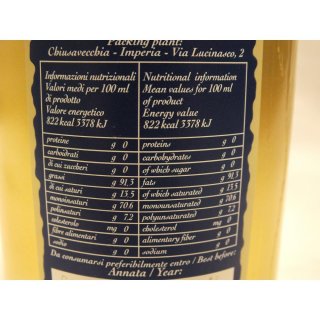 Packing plant:
Chiusavecchia - Imperia - Via Lucinasco, 2
Informazioni nutrizionali
Valori medi per 100 ml
di prodotto
Valore energetico
822 kcal 3378 kJ
Nutritional information
Mean values for 100 ml
of product
Energy value
822 kcal 3378 kJ
proteine g 0
carboidrati g 0
di cui zuccheri g 0
grassi g 91,3
di cui saturi g 13.5
monoinsaturi g 70.6
polinsaturi g 7.2
colesterolo mg 0
fibre alimentari g 0
sodio g 0
proteins g 0
carbohydrates g 0
of which sugar g 0
fats g 91,3
of which saturated g 13.5
monounsaturated g 70.6
polyunsaturated g 7.2
cholesterol mg 0
alimentary fiber g 0
sodium g 0
Da consumarsi preferibilmente entro / Best before:
Annata / Year: